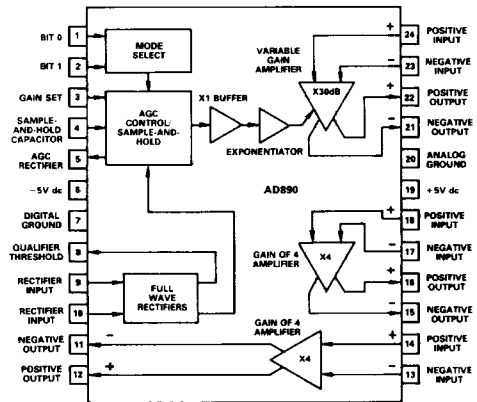 BIT 0
1
BIT 1
2
GAIN SET
3
SAMPLE-
AND-HOLD
CAPACITOR
4
AGC
RECTIFIER
5
−5V dc
6
DIGITAL
GROUND
7
QUALIFIER
THRESHOLD
8
RECTIFIER
INPUT
9
RECTIFIER
INPUT
10
NEGATIVE
OUTPUT
11
POSITIVE
OUTPUT
12
MODE
SELECT
AGC
CONTROL/
SAMPLE-AND-
HOLD
X1 BUFFER
EXPONENTIATOR
VARIABLE
GAIN
AMPLIFIER
X30dB
AD890
GAIN OF 4
AMPLIFIER
X4
FULL
WAVE
RECTIFIERS
GAIN OF 4
AMPLIFIER
X4
−
+
+
24
POSITIVE
INPUT
−
23
NEGATIVE
INPUT
+
22
POSITIVE
OUTPUT
−
21
NEGATIVE
OUTPUT
20
ANALOG
GROUND
19
+5V dc
+
18
POSITIVE
INPUT
−
17
NEGATIVE
INPUT
+
16
POSITIVE
OUTPUT
−
15
NEGATIVE
OUTPUT
+
14
POSITIVE
INPUT
−
13
NEGATIVE
INPUT